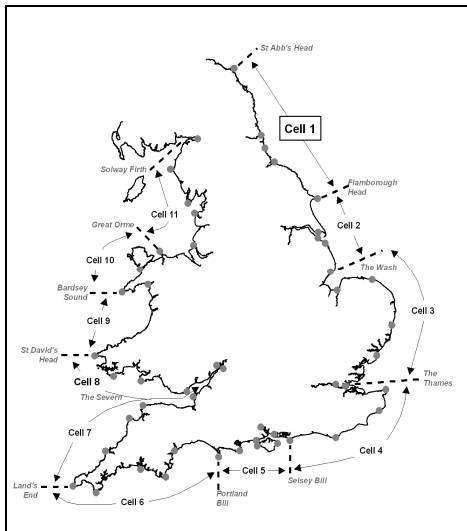 St Abb's Head
Cell 1
Solway Firth
Flamborough
Head
Great Orme
Cell 11
Cell 2
Cell 10
The Wash
Bardsey
Sound
Cell 9
Cell 3
St David's
Head
Cell 8
The Severn
The
Thames
Cell 7
Cell 4
Land's
End
Cell 6
Cell 5
Selsey Bill
Portland
Bill